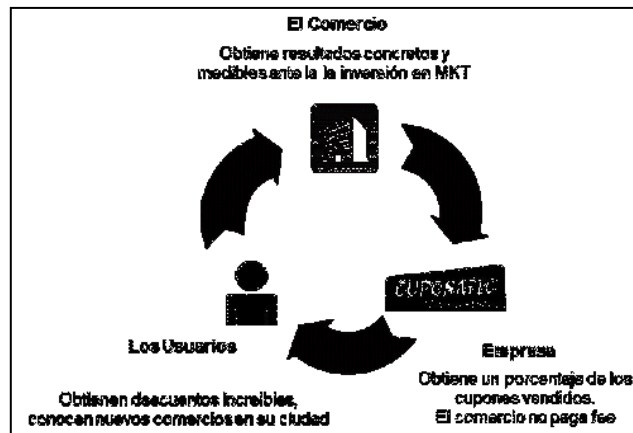 El Comercio
Obtiene resultados concretos y
medibles ante la la inversión en MKT
CUPONATIC
Los Usuarios
Empresa
Obtienen descuentos increíbles,
conocen nuevos comercios en su ciudad
Obtiene un porcentaje de los
cupones vendidos.
El comercio no paga fee